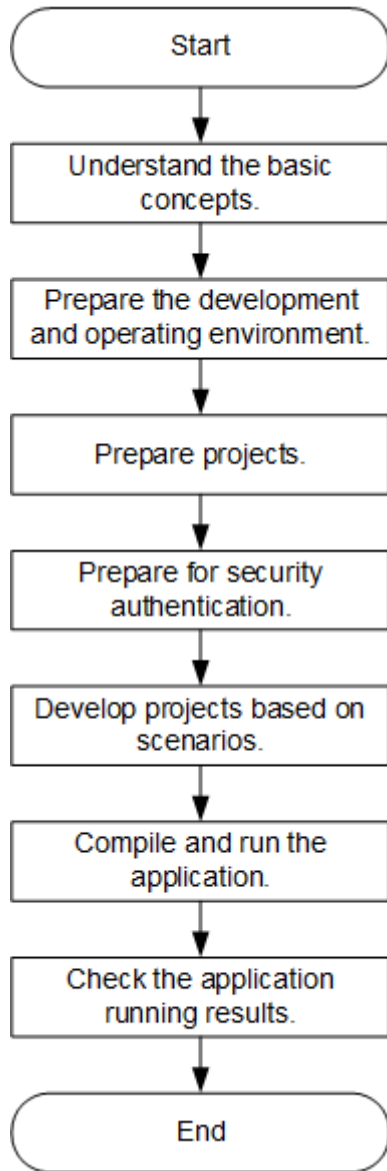 Start
Understand the basic
concepts.
Prepare the development
and operating environment.
Prepare projects.
Prepare for security
authentication.
Develop projects based on
scenarios.
Compile and run the
application.
Check the application
running results.
End